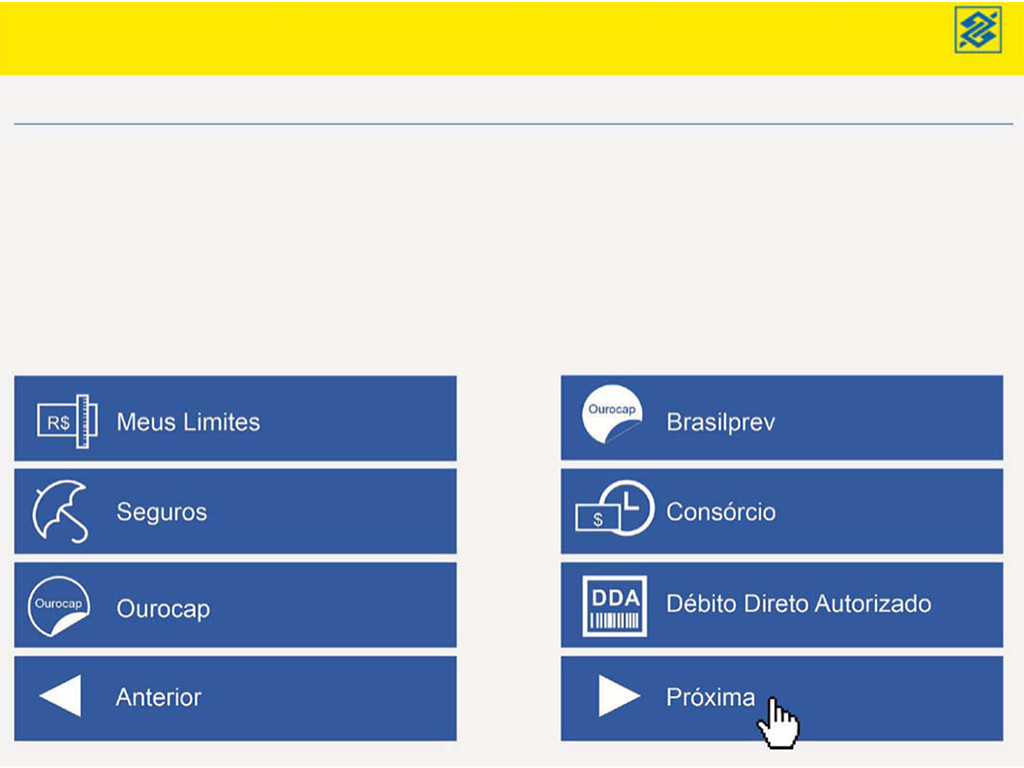 R$ Meus Limites
Ourocap Brasilprev
Seguros
$ Consórcio
Ourocap Ourocap
DDA Débito Direto Autorizado
Anterior
Próxima